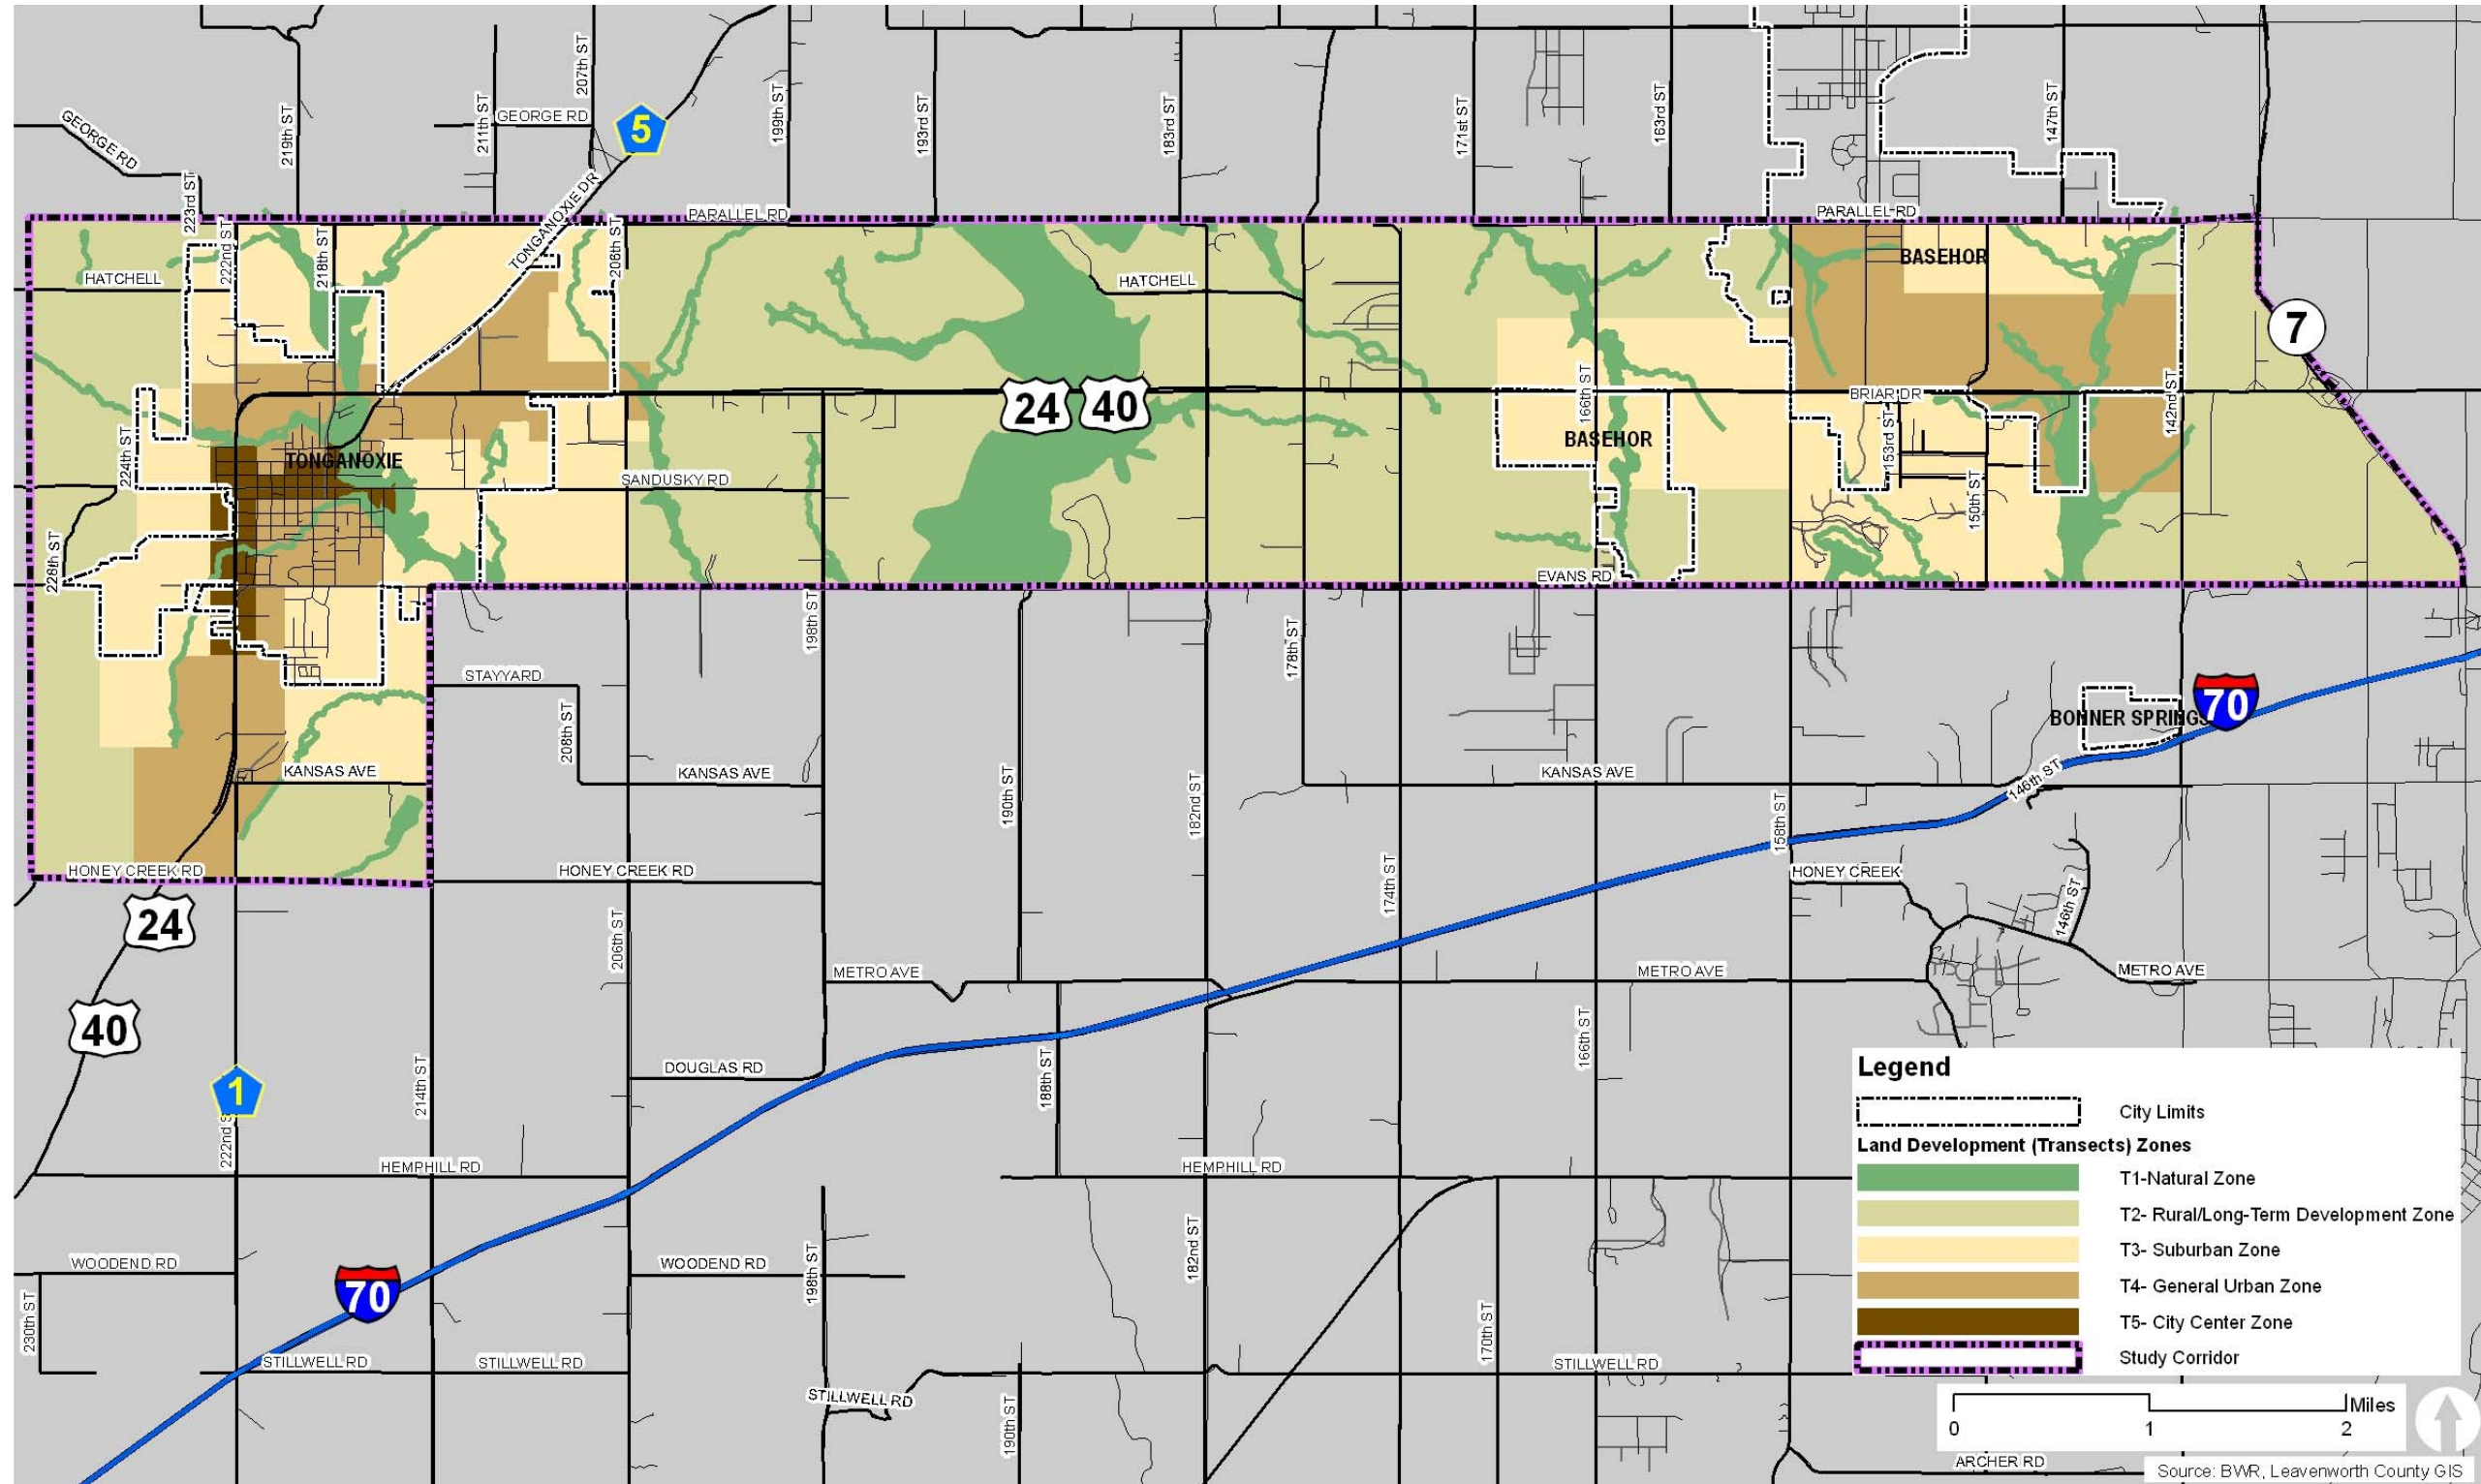 207th ST
219th ST
211th ST
GEORGE RD
5
199th ST
193rd ST
183rd ST
171st ST
163rd ST
147th ST
GEORGE RD
223rd ST
TONGANOXIE DR
PARALLEL RD
PARALLEL RD
222nd ST
218th ST
206th ST
BASEHOR
HATCHELL
HATCHELL
7
24
40
166th ST
BRIAR DR
142nd ST
224th ST
TONGANOXIE
BASEHOR
153rd ST
SANDUSKY RD
150th ST
228th ST
EVANS RD
198th ST
178th ST
STAYYARD
208th ST
BONNER SPRINGS
70
KANSAS AVE
KANSAS AVE
KANSAS AVE
146th ST
190th ST
182nd ST
158th ST
HONEY CREEK RD
HONEY CREEK RD
HONEY CREEK
174th ST
146th ST
24
206th ST
METRO AVE
METRO AVE
METRO AVE
40
166th ST
DOUGLAS RD
188th ST
1
214th ST
222nd S
HEMPHILL RD
HEMPHILL RD
WOODEND RD
WOODEND RD
198th ST
182nd ST
70
230th ST
170th ST
STILLWELL RD
STILLWELL RD
STILLWELL RD
STILLWELL RD
190th ST
ARCHER RD
Legend
City Limits
Land Development (Transects) Zones
T1-Natural Zone
T2- Rural/Long-Term Development Zone
T3- Suburban Zone
T4- General Urban Zone
T5- City Center Zone
Study Corridor
Miles
0 1 2
Source: BWR, Leavenworth County GIS